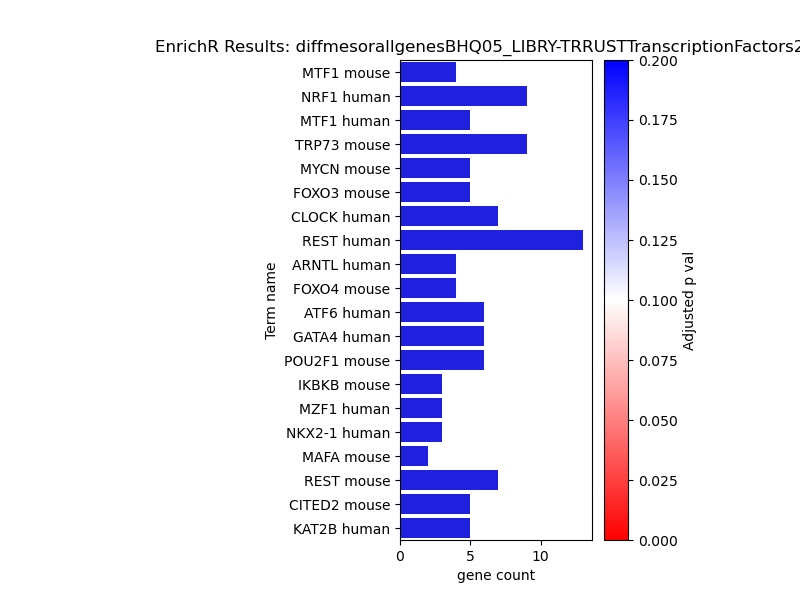 EnrichR Results: diffmesorallgenesBHQ05_LIBRY-TRRUSTTranscriptionFactors2
MTF1 mouse
NRF1 human
MTF1 human
TRP73 mouse
MYCN mouse
FOXO3 mouse
CLOCK human
REST human
ARNTL human
FOXO4 mouse
ATF6 human
GATA4 human
POU2F1 mouse
IKBKB mouse
MZF1 human
NKX2-1 human
MAFA mouse
REST mouse
CITED2 mouse
KAT2B human
Term name
0 5 10
gene count
0.200
0.175
0.150
0.125
0.100
0.075
0.050
0.025
0.000
Adjusted p val